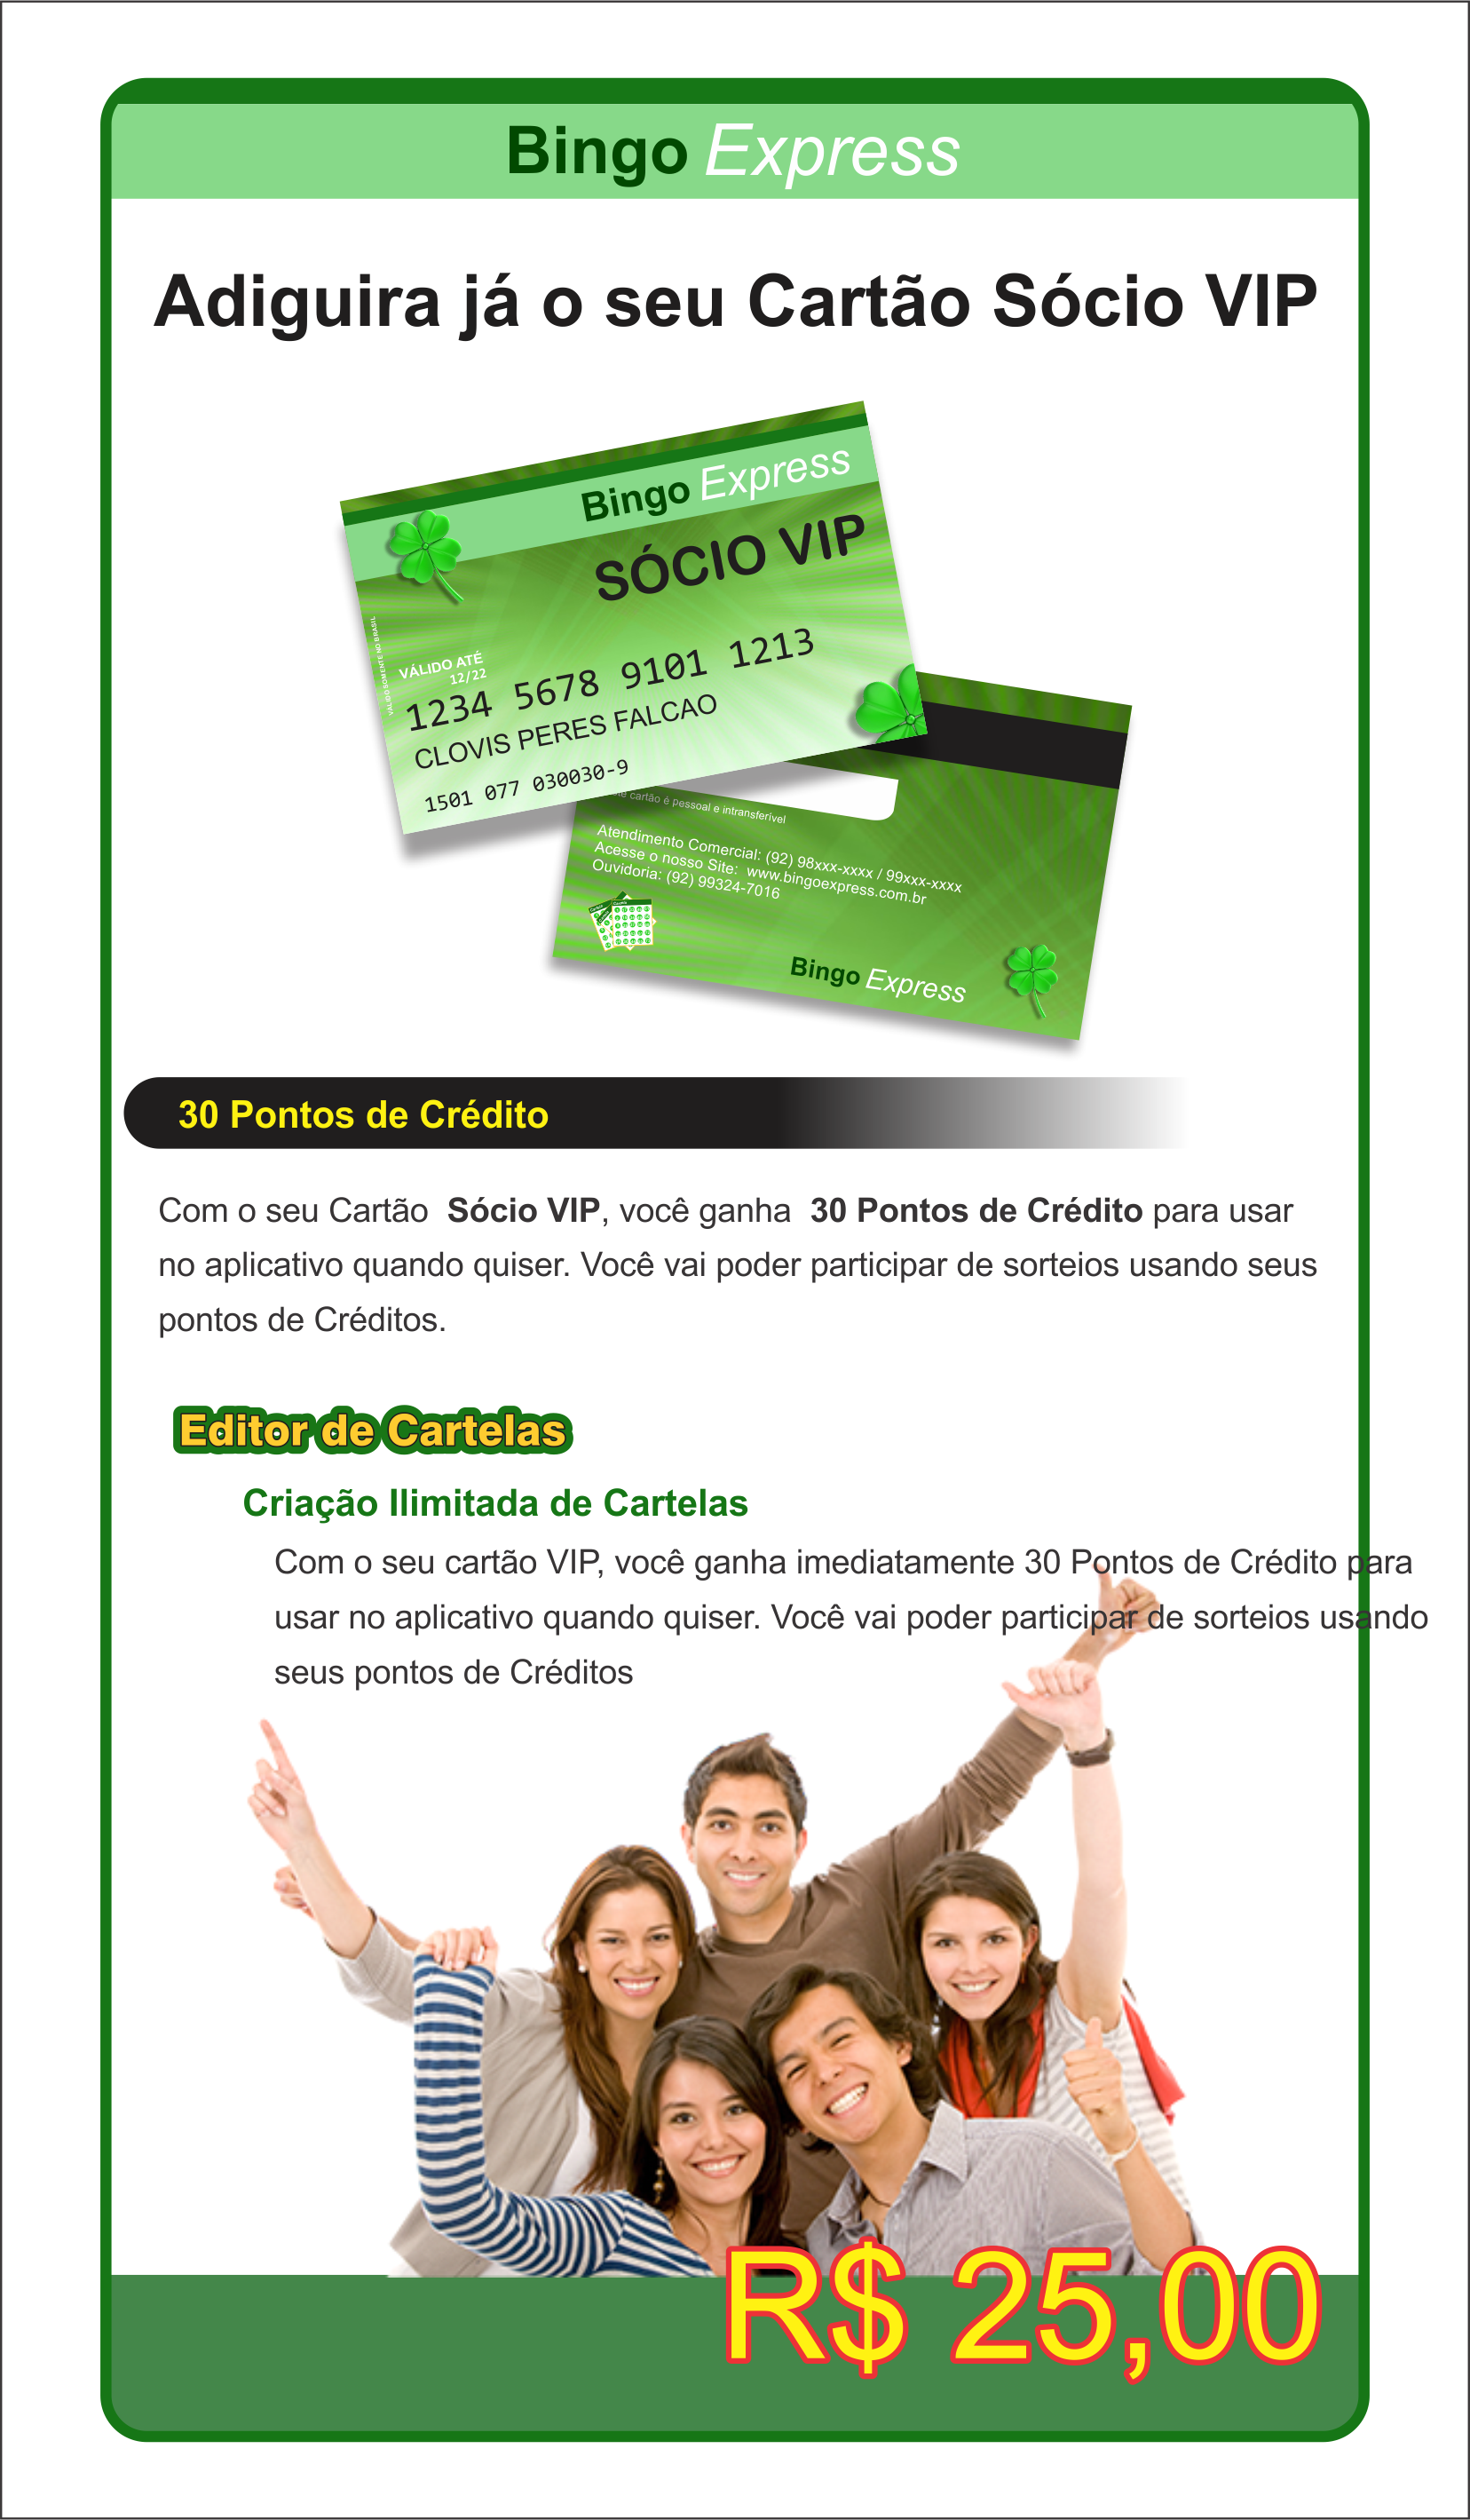 Bingo Express
Adiguira já o seu Cartão Sócio VIP
Bingo Express
SÓCIO VIP
VÁLIDO SOMENTE NO BRASIL
VÁLIDO ATÉ
12/22
1234 5678 9101 1213
CLOVIS PERES FALCAO
1501 077 030030-9
cartão é pessoal e intransferível
Atendimento Comercial: (92) 98xxx-xxxx / 99xxx-xxxx
Acesse o nosso Site: www.bingoexpress.com.br
Ouvidoria: (92) 99324-7016
Bingo Express
30 Pontos de Crédito
Com o seu Cartão Sócio VIP, você ganha 30 Pontos de Crédito para usar
no aplicativo quando quiser. Você vai poder participar de sorteios usando seus
pontos de Créditos.
Editor de Cartelas
Criação Ilimitada de Cartelas
Com o seu cartão VIP, você ganha imediatamente 30 Pontos de Crédito para
usar no aplicativo quando quiser. Você vai poder participar de sorteios usando
seus pontos de Créditos
R$ 25,00